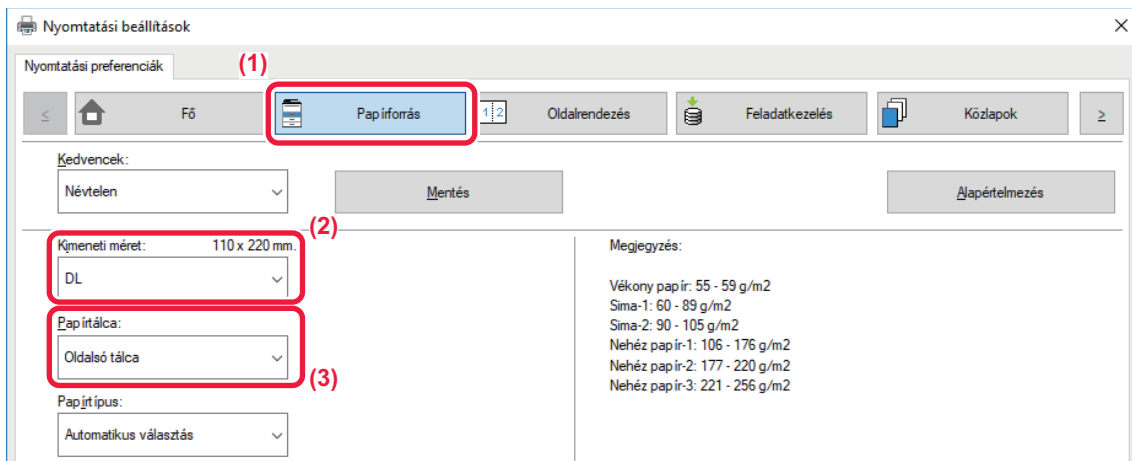 Nyomtatási beállítások
Nyomtatási preferenciák
(1)
<
Fő
Papírforrás
1 2
Oldalrendezés
Feladatkezelés
Közlapok
>
Kedvencek:
Névtelen
Mentés
Alapértelmezés
(2)
Kimeneti méret: 110 x 220 mm.
DL
Papírtálca:
Oldalsó tálca
(3)
Papírtípus:
Automatikus választás
Megjegyzés:
Vékony papír: 55 - 59 g/m2
Sima-1: 60 - 89 g/m2
Sima-2: 90 - 105 g/m2
Nehéz papír-1: 106 - 176 g/m2
Nehéz papír-2: 177 - 220 g/m2
Nehéz papír-3: 221 - 256 g/m2